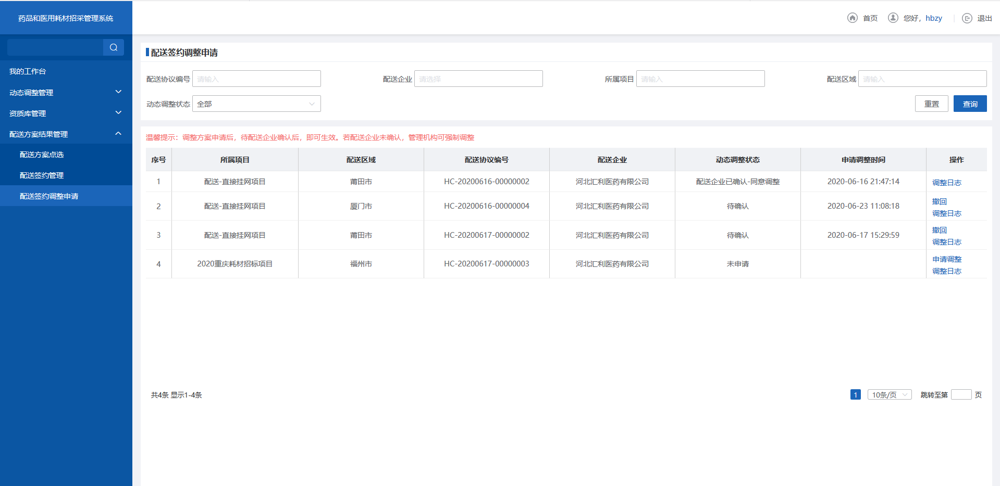 药品和医用耗材招采管理系统
首页 您好，hbzy 退出
我的工作台
动态调整管理
资质库管理
配送方案结果管理
配送方案点选
配送签约管理
配送签约调整申请
配送签约调整申请
配送协议编号 请输入 配送企业 请选择 所属项目 请输入 配送区域 请输入
动态调整状态 全部 重置 查询
温馨提示：调整方案申请后，待配送企业确认后，即可生效。若配送企业未确认，管理机构可强制调整
序号 所属项目 配送区域 配送协议编号 配送企业 动态调整状态 申请调整时间 操作
1 配送-直接挂网项目 莆田市 HC-20200616-00000002 河北汇利医药有限公司 配送企业已确认-同意调整 2020-06-16 21:47:14 调整日志
2 配送-直接挂网项目 厦门市 HC-20200616-00000004 河北汇利医药有限公司 待确认 2020-06-23 11:08:18 撤回
调整日志
3 配送-直接挂网项目 莆田市 HC-20200617-00000002 河北汇利医药有限公司 待确认 2020-06-17 15:29:59 撤回
调整日志
4 2020重庆耗材招标项目 福州市 HC-20200617-00000003 河北汇利医药有限公司 未申请 申请调整
调整日志
共4条 显示1-4条 1 10条/页 跳转至第 页